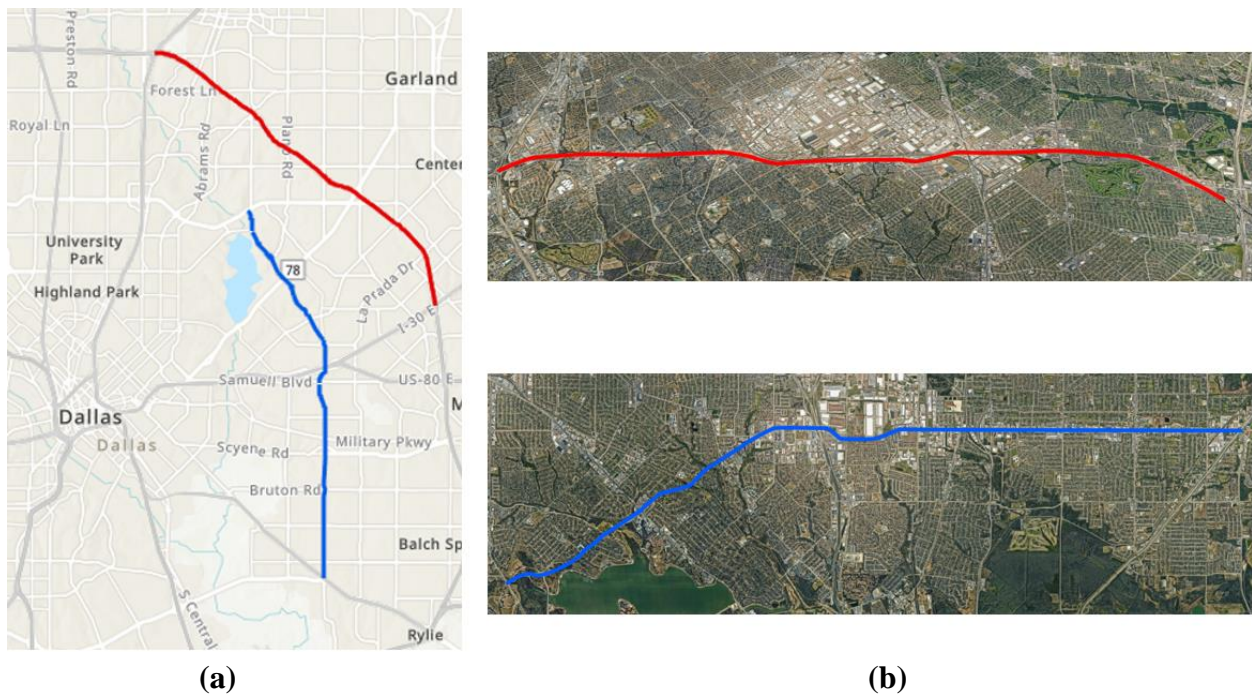 Preston Rd
Garland
Forest Ln
Royal Ln
Abrams Rd
Plano Rd
Center
University
Park
78
Highland Park
La Prada Dr
I-30 E
Samuell Blvd
US-80 E
Dallas
M
Dallas
Scyene Rd
Military Pkwy
Bruton Rd
Balch Sp
S Central
Rylie
(a)
(b)